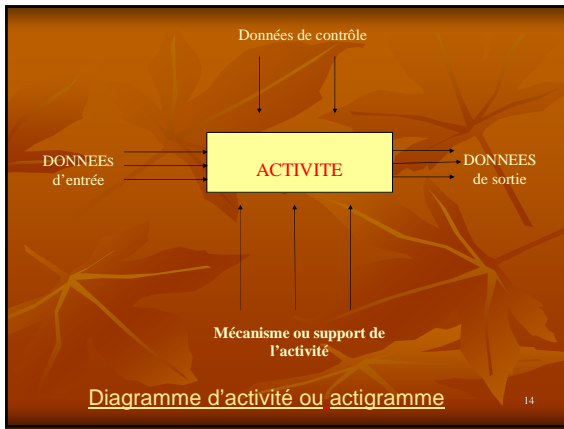 Données de contrôle
DONNEEs
d'entrée
ACTIVITE
DONNEES
de sortie
Mécanisme ou support de
l'activité
Diagramme d'activité ou actigramme
14